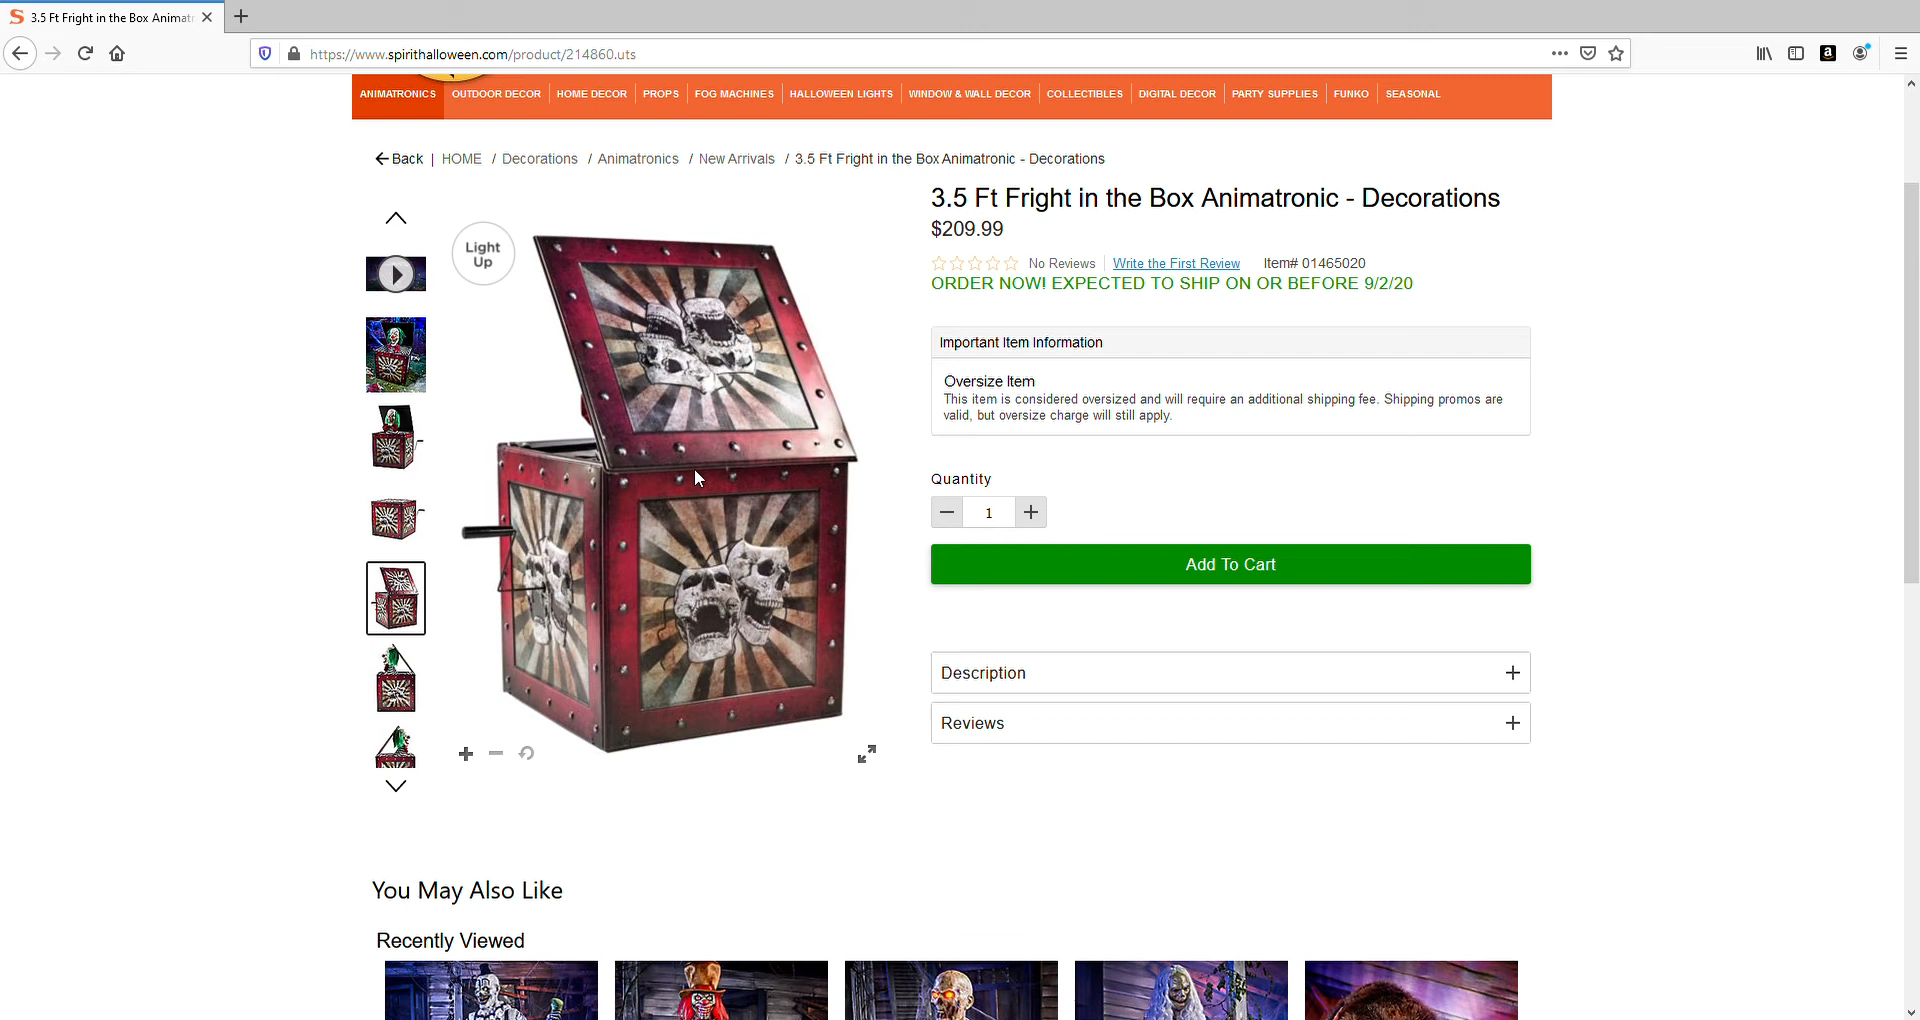 3.5 Ft Fright in the Box Animatr
https://www.spirithalloween.com/product/214860.uts
ANIMATRONICS OUTDOOR DECOR HOME DECOR PROPS FOG MACHINES HALLOWEEN LIGHTS WINDOW & WALL DECOR COLLECTIBLES DIGITAL DECOR PARTY SUPPLIES FUNKO SEASONAL
Back | HOME / Decorations / Animatronics / New Arrivals / 3.5 Ft Fright in the Box Animatronic - Decorations
Light
Up
3.5 Ft Fright in the Box Animatronic - Decorations
$209.99
No Reviews Write the First Review Item# 01465020
ORDER NOW! EXPECTED TO SHIP ON OR BEFORE 9/2/20
Important Item Information
Oversize Item
This item is considered oversized and will require an additional shipping fee. Shipping promos are
valid, but oversize charge will still apply.
Quantity
1
Add To Cart
Description
Reviews
You May Also Like
Recently Viewed